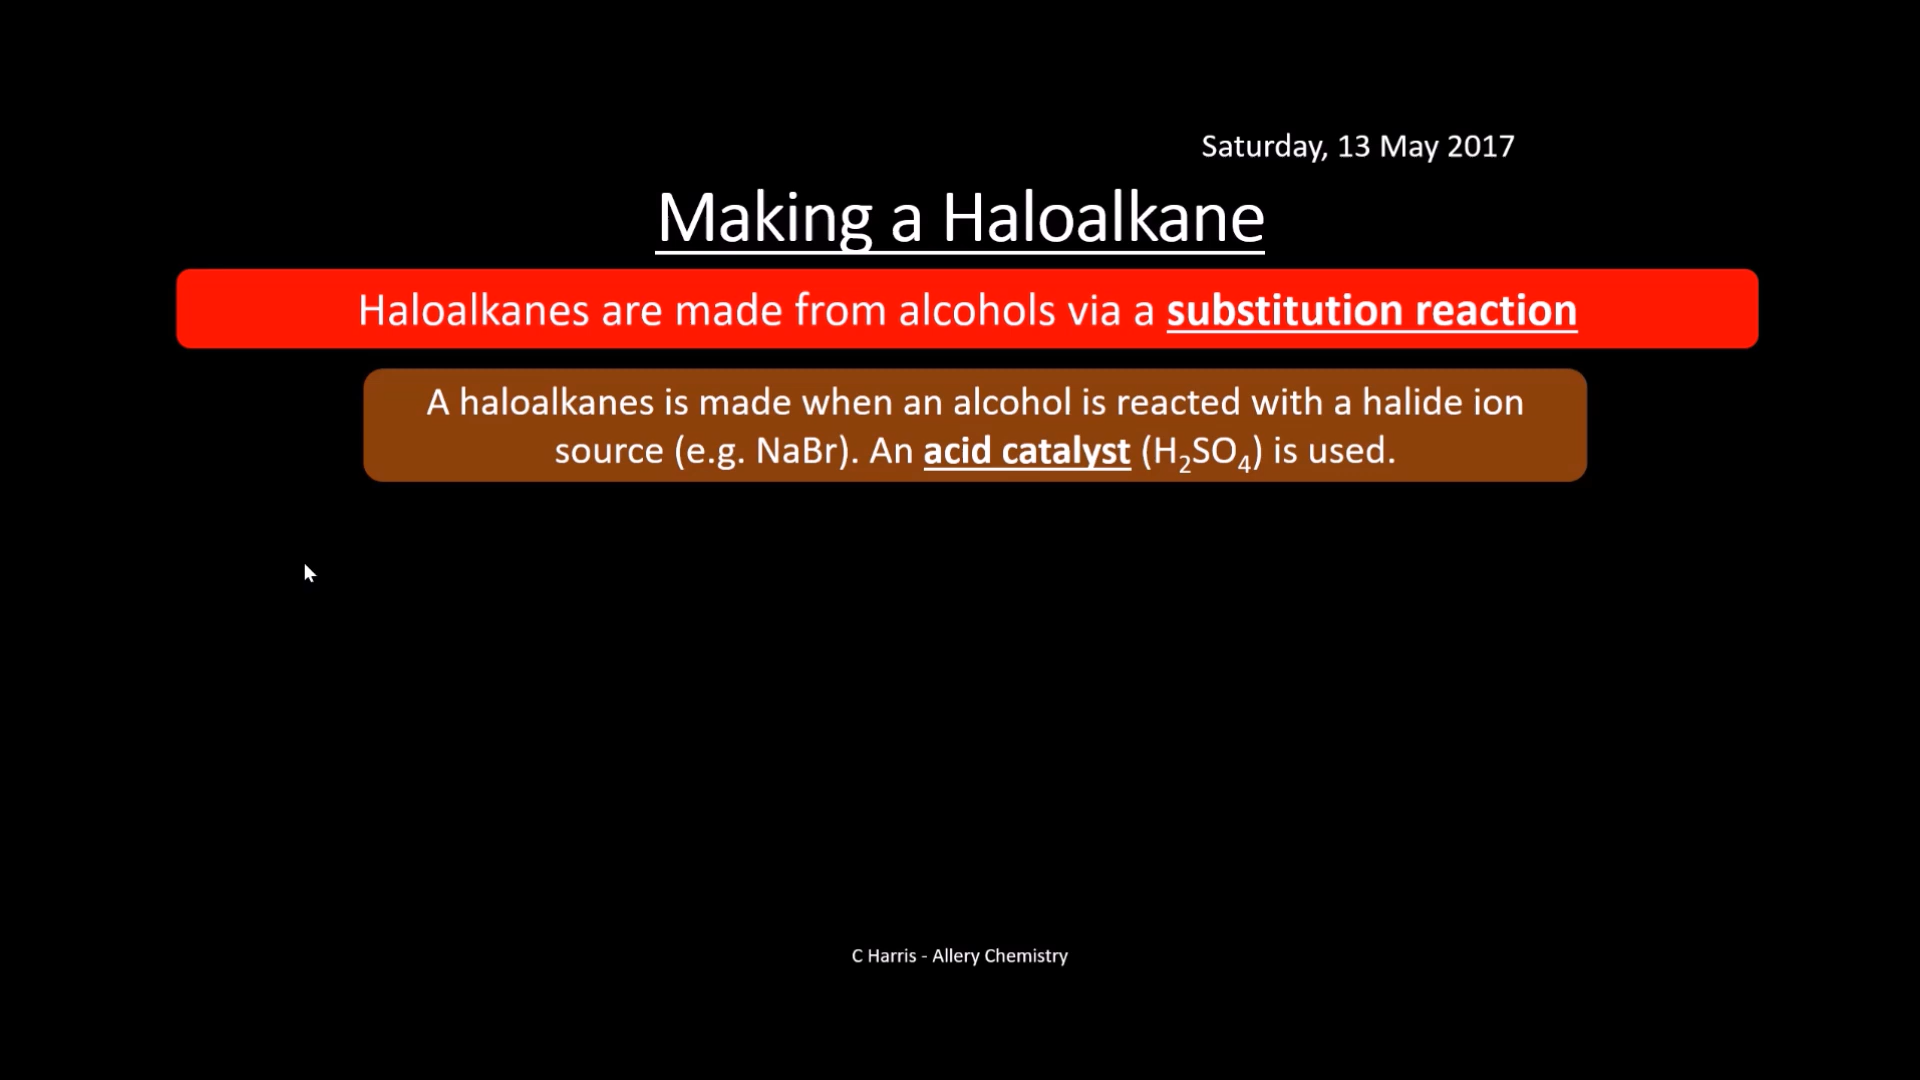 Saturday, 13 May 2017
Making a Haloalkane
Haloalkanes are made from alcohols via a substitution reaction
A haloalkanes is made when an alcohol is reacted with a halide ion
source (e.g. NaBr). An acid catalyst (H₂SO₄) is used.
C Harris - Allery Chemistry